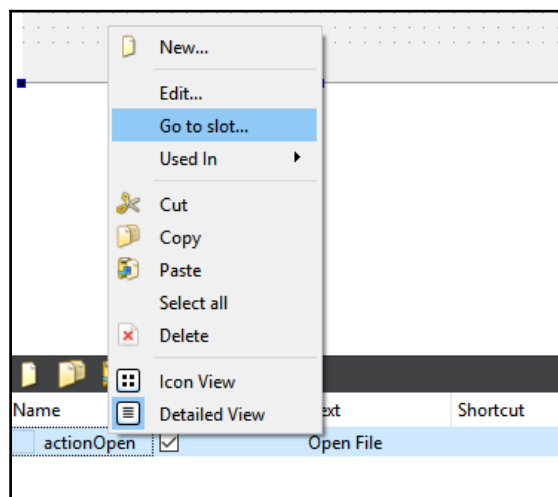 New...
Edit...
Go to slot...
Used In
Cut
Copy
Paste
Select all
Delete
Icon View
Detailed View
Name Shortcut
actionOpen Open File